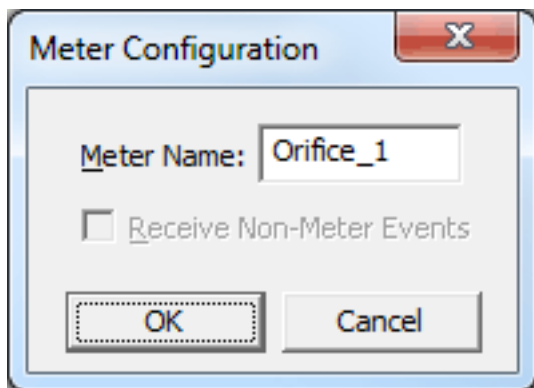 Meter Configuration
Meter Name: Orifice_1
Receive Non-Meter Events
OK Cancel